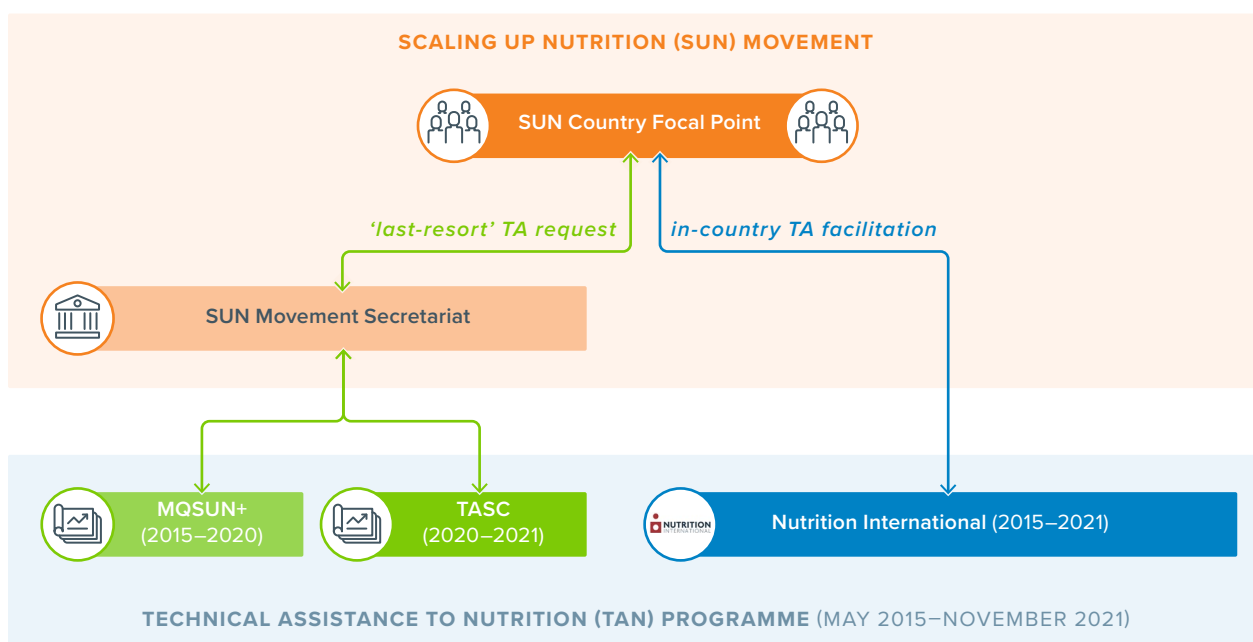 SCALING UP NUTRITION (SUN) MOVEMENT
SUN Country Focal Point
‘last-resort’ TA request
in-country TA facilitation
SUN Movement Secretariat
MQSUN+
(2015–2020)
TASC
(2020–2021)
NUTRITION
INTERNATIONAL
Nutrition International (2015–2021)
TECHNICAL ASSISTANCE TO NUTRITION (TAN) PROGRAMME (MAY 2015–NOVEMBER 2021)